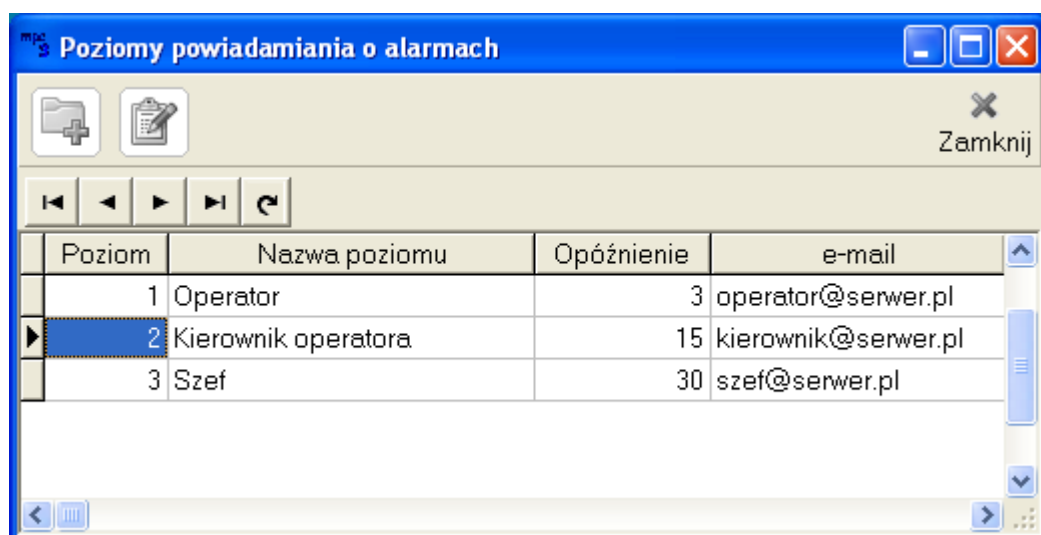 Poziomy powiadamiania o alarmach
Zamknij
Poziom Nazwa poziomu Opóźnienie e-mail
1 Operator 3 operator@serwer.pl
2 Kierownik operatora 15 kierownik@serwer.pl
3 Szef 30 szef@serwer.pl